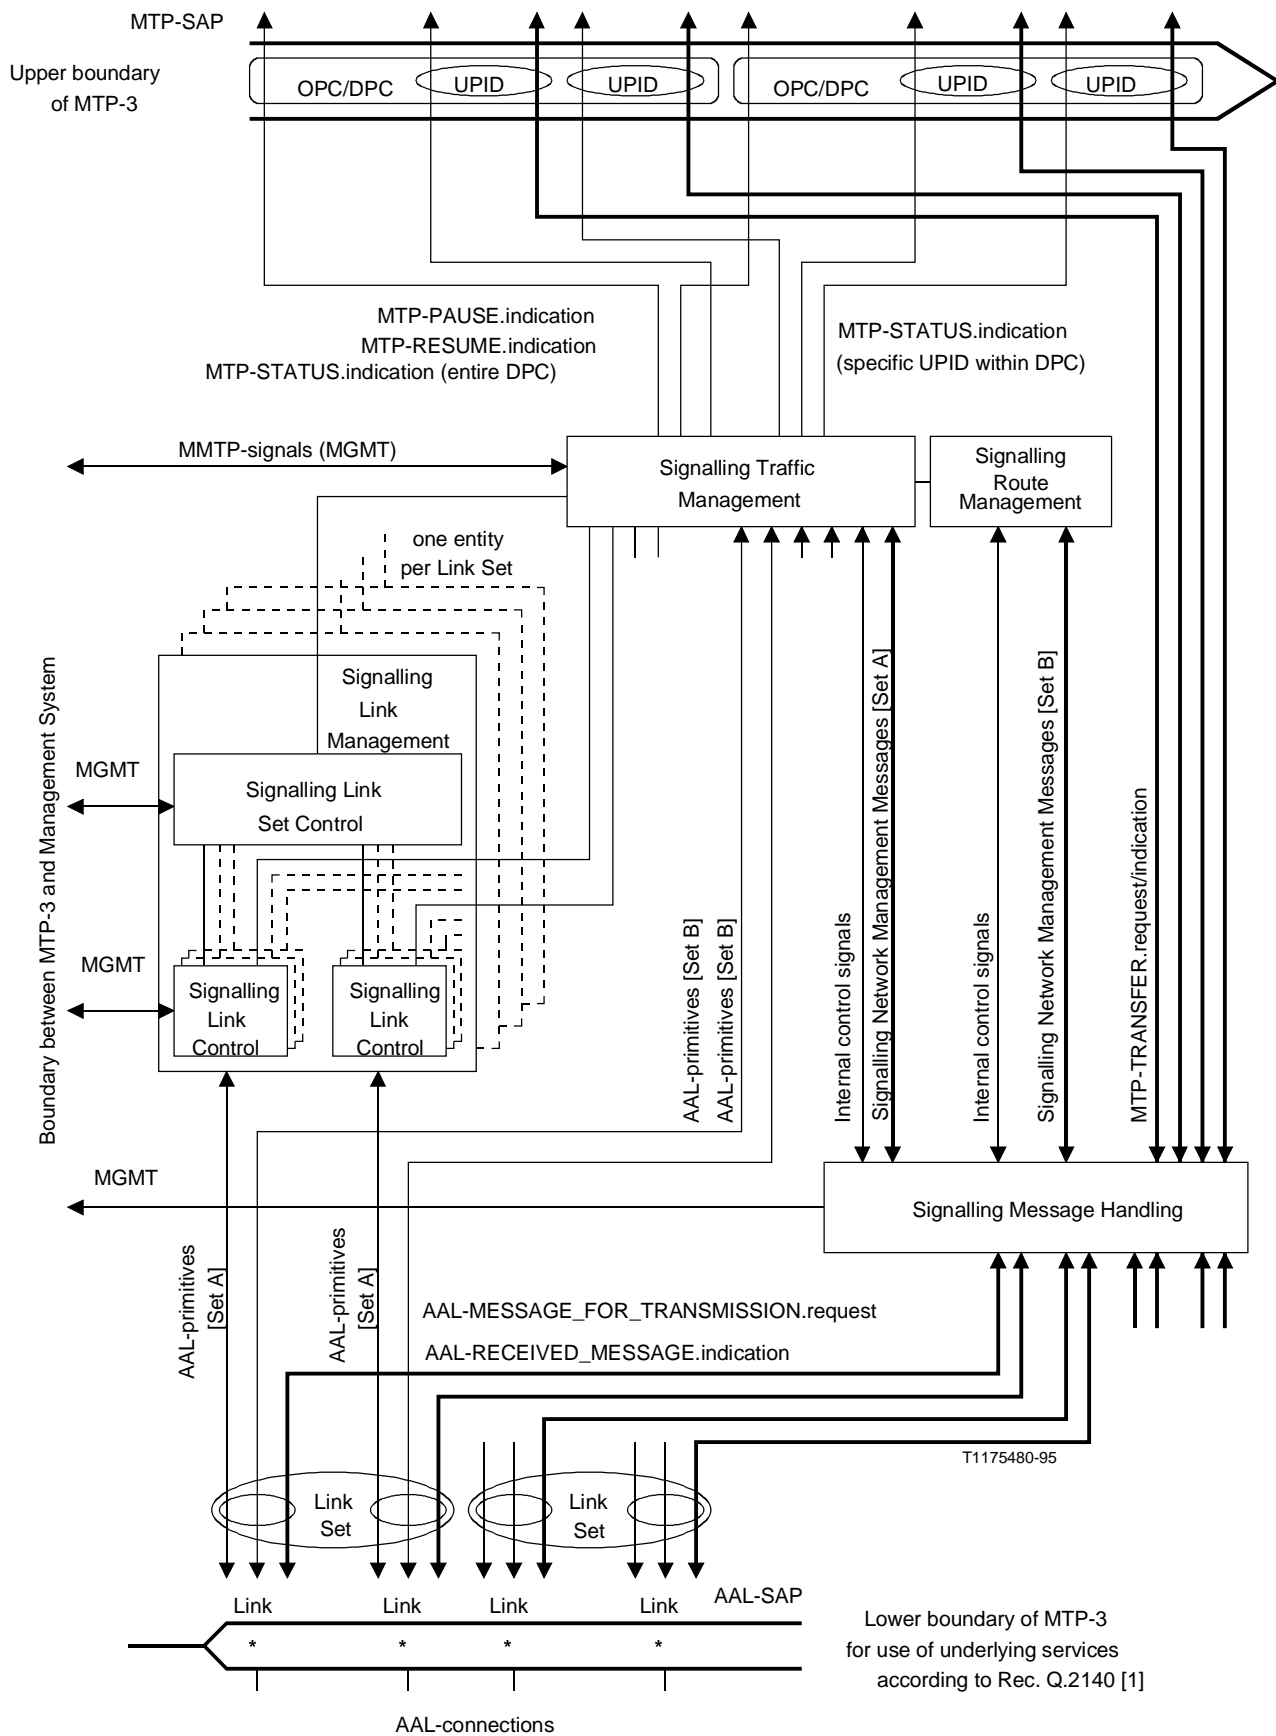 MTP-SAP
Upper boundary
of MTP-3
OPC/DPC
UPID
UPID
OPC/DPC
UPID
UPID
MTP-PAUSE.indication
MTP-RESUME.indication
MTP-STATUS.indication (entire DPC)
MTP-STATUS.indication
(specific UPID within DPC)
MMTP-signals (MGMT)
Signalling Traffic
Management
Signalling
Route
Management
one entity
per Link Set
Signalling
Link
Management
Boundary between MTP-3 and Management System
MGMT
Signalling Link
Set Control
MGMT
Signalling
Link
Control
Signalling
Link
Control
AAL-primitives [Set B]
AAL-primitives [Set B]
Internal control signals
Signalling Network Management Messages [Set A]
Internal control signals
Signalling Network Management Messages [Set B]
MTP-TRANSFER.request/indication
MGMT
Signalling Message Handling
AAL-primitives
[Set A]
AAL-primitives
[Set A]
AAL-MESSAGE_FOR_TRANSMISSION.request
AAL-RECEIVED_MESSAGE.indication
T1175480-95
Link
Set
Link
Set
Link
Link
Link
Link
AAL-SAP
* * * *
Lower boundary of MTP-3
for use of underlying services
according to Rec. Q.2140 [1]
AAL-connections